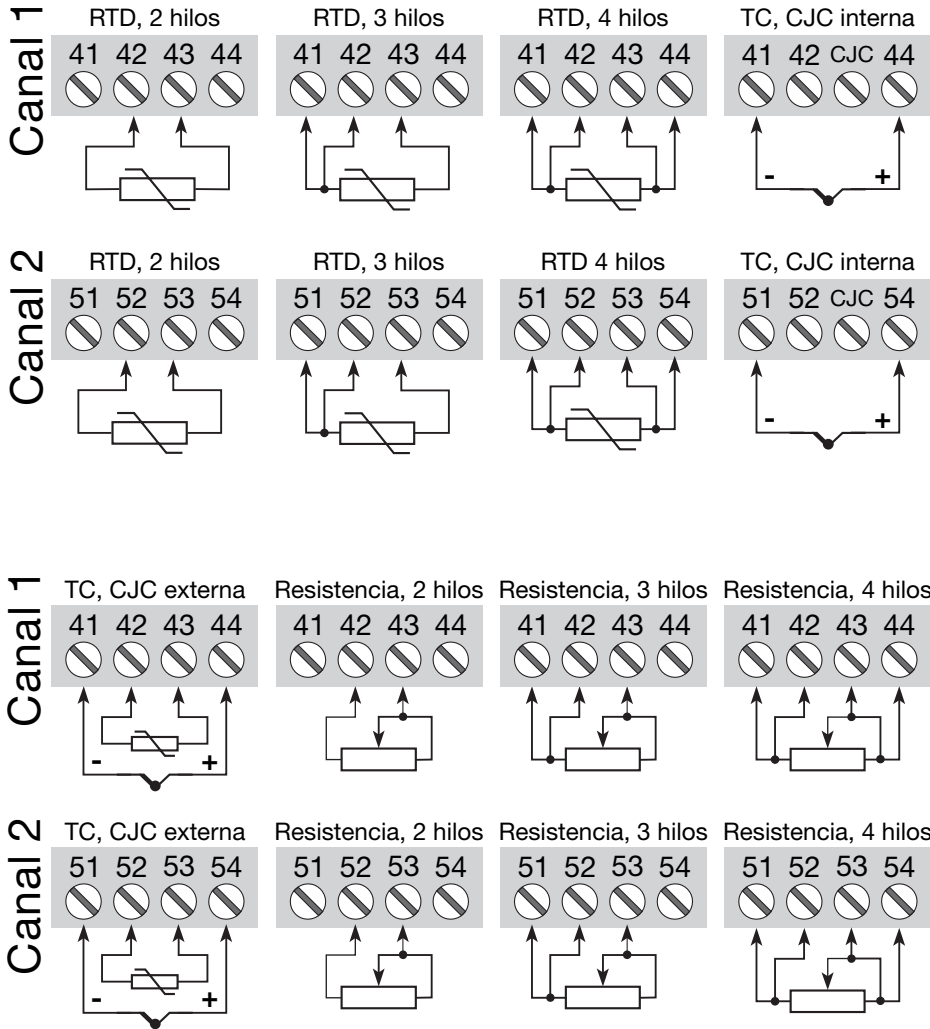 Canal 1
RTD, 2 hilos
41 42 43 44
RTD, 3 hilos
41 42 43 44
RTD, 4 hilos
41 42 43 44
TC, CJC interna
41 42 CJC 44
- +
Canal 2
RTD, 2 hilos
51 52 53 54
RTD, 3 hilos
51 52 53 54
RTD 4 hilos
51 52 53 54
TC, CJC interna
51 52 CJC 54
- +
Canal 1
TC, CJC externa
41 42 43 44
- +
Resistencia, 2 hilos
41 42 43 44
Resistencia, 3 hilos
41 42 43 44
Resistencia, 4 hilos
41 42 43 44
Canal 2
TC, CJC externa
51 52 53 54
- +
Resistencia, 2 hilos
51 52 53 54
Resistencia, 3 hilos
51 52 53 54
Resistencia, 4 hilos
51 52 53 54